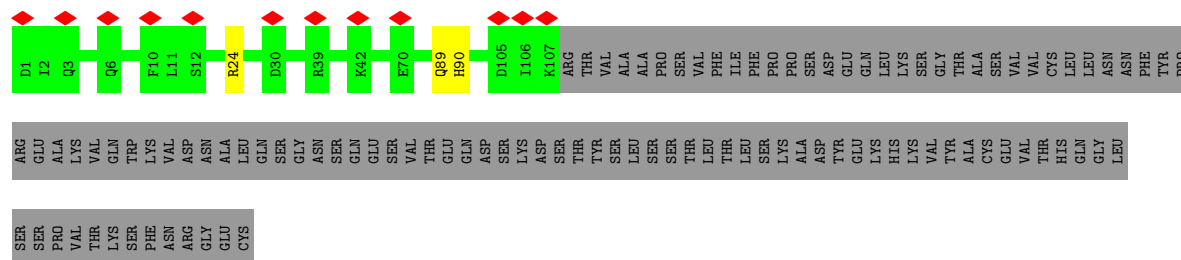 D1 I2 Q3 Q6 F10 L11 S12 R24 D30 R39 K42 E70 Q89 H90 D105 I106 K107 ARG THR VAL ALA ALA PRO SER VAL PHE ILE PHE PRO PRO SER ASP GLU GLN LEU LYS SER GLY THR ALA SER VAL VAL CYS LEU LEU ASN ASN PHE TYR PRO
ARG GLU ALA LYS VAL GLN TRP LYS VAL ASP ASN ALA LEU GLN SER GLY ASN SER GLN GLU SER VAL THR GLU GLN ASP SER LYS ASP SER THR TYR SER LEU SER SER THR LEU THR LEU SER LYS ALA ASP TYR GLU LYS HIS LYS VAL TYR ALA CYS GLU VAL THR HIS GLN GLY LEU
SER SER PRO VAL THR LYS SER PHE ASN ARG GLY GLU CYS